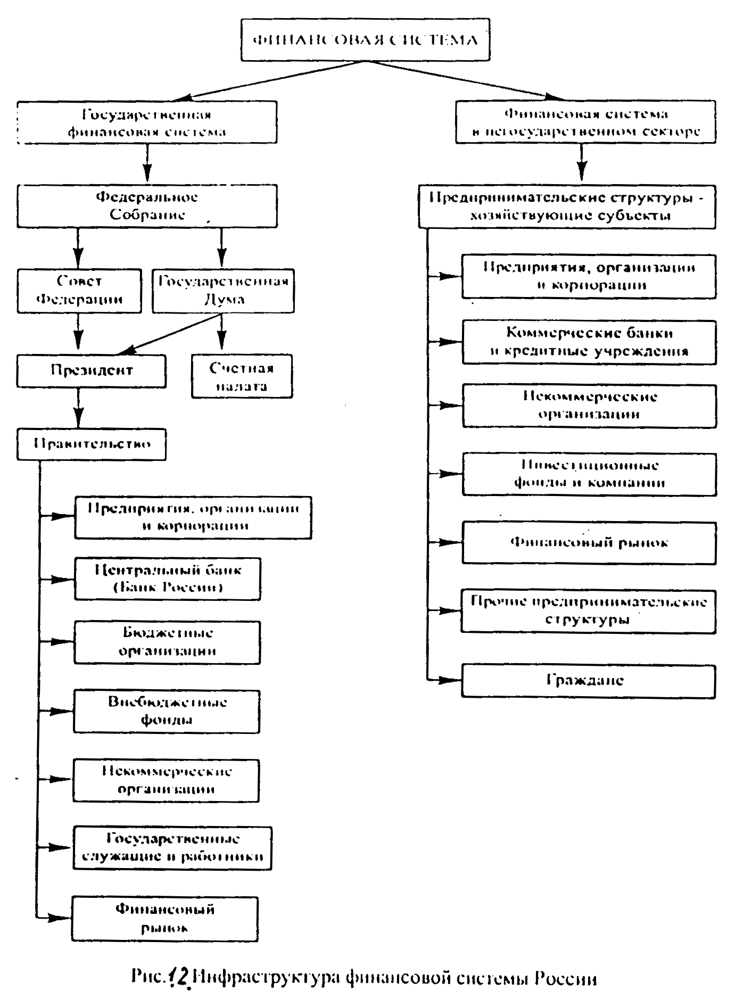 ФИНАНСОВАЯ СИСТЕМА
Государственная
финансовая система
Финансовая система
в негосударственном секторе
Федеральное
Собрание
Предпринимательские структуры -
хозяйствующие субъекты
Совет
Федерации
Государственная
Дума
Президент
Счетная
палата
Правительство
Предприятия, организации
и корпорации
Центральный банк
(Банк России)
Бюджетные
организации
Внебюджетные
фонды
Некоммерческие
организации
Государственные
служащие и работники
Финансовый
рынок
Предприятия, организации
и корпорации
Коммерческие банки
и кредитные учреждения
Некоммерческие
организации
Инвестиционные
фонды и компании
Финансовый рынок
Прочие предпринимательские
структуры
Граждане
Рис. 12. Инфраструктура финансовой системы России